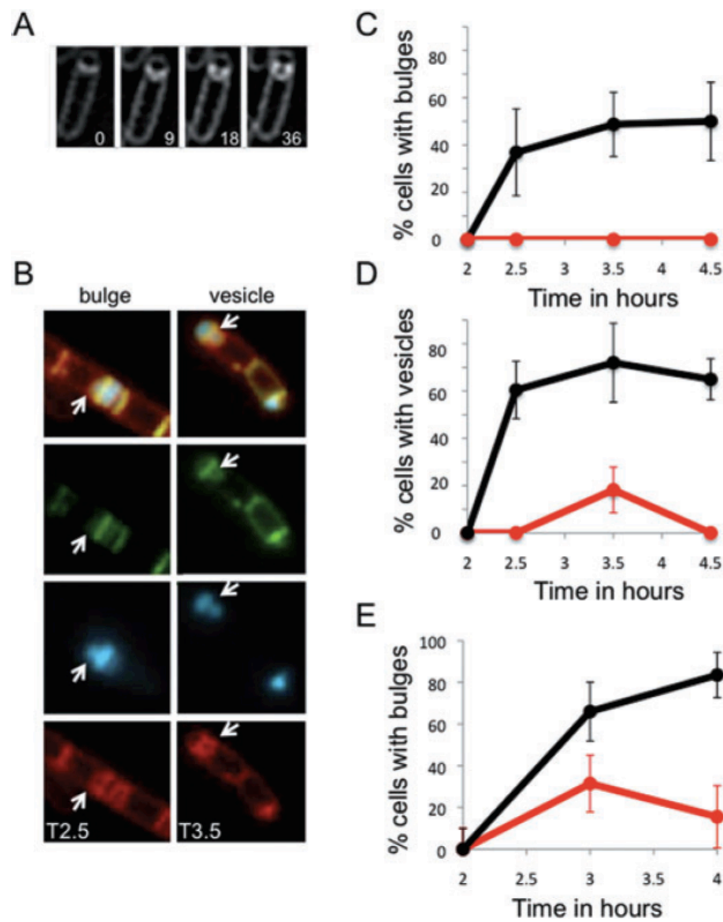 A
0 9 18 36
B
bulge vesicle
T2.5 T3.5
C
% cells with bulges
80
60
40
20
0
2 2.5 3 3.5 4 4.5
Time in hours
D
% cells with vesicles
80
60
40
20
0
2 2.5 3 3.5 4 4.5
Time in hours
E
% cells with bulges
100
80
60
40
20
0
2 2.5 3 3.5 4
Time in hours